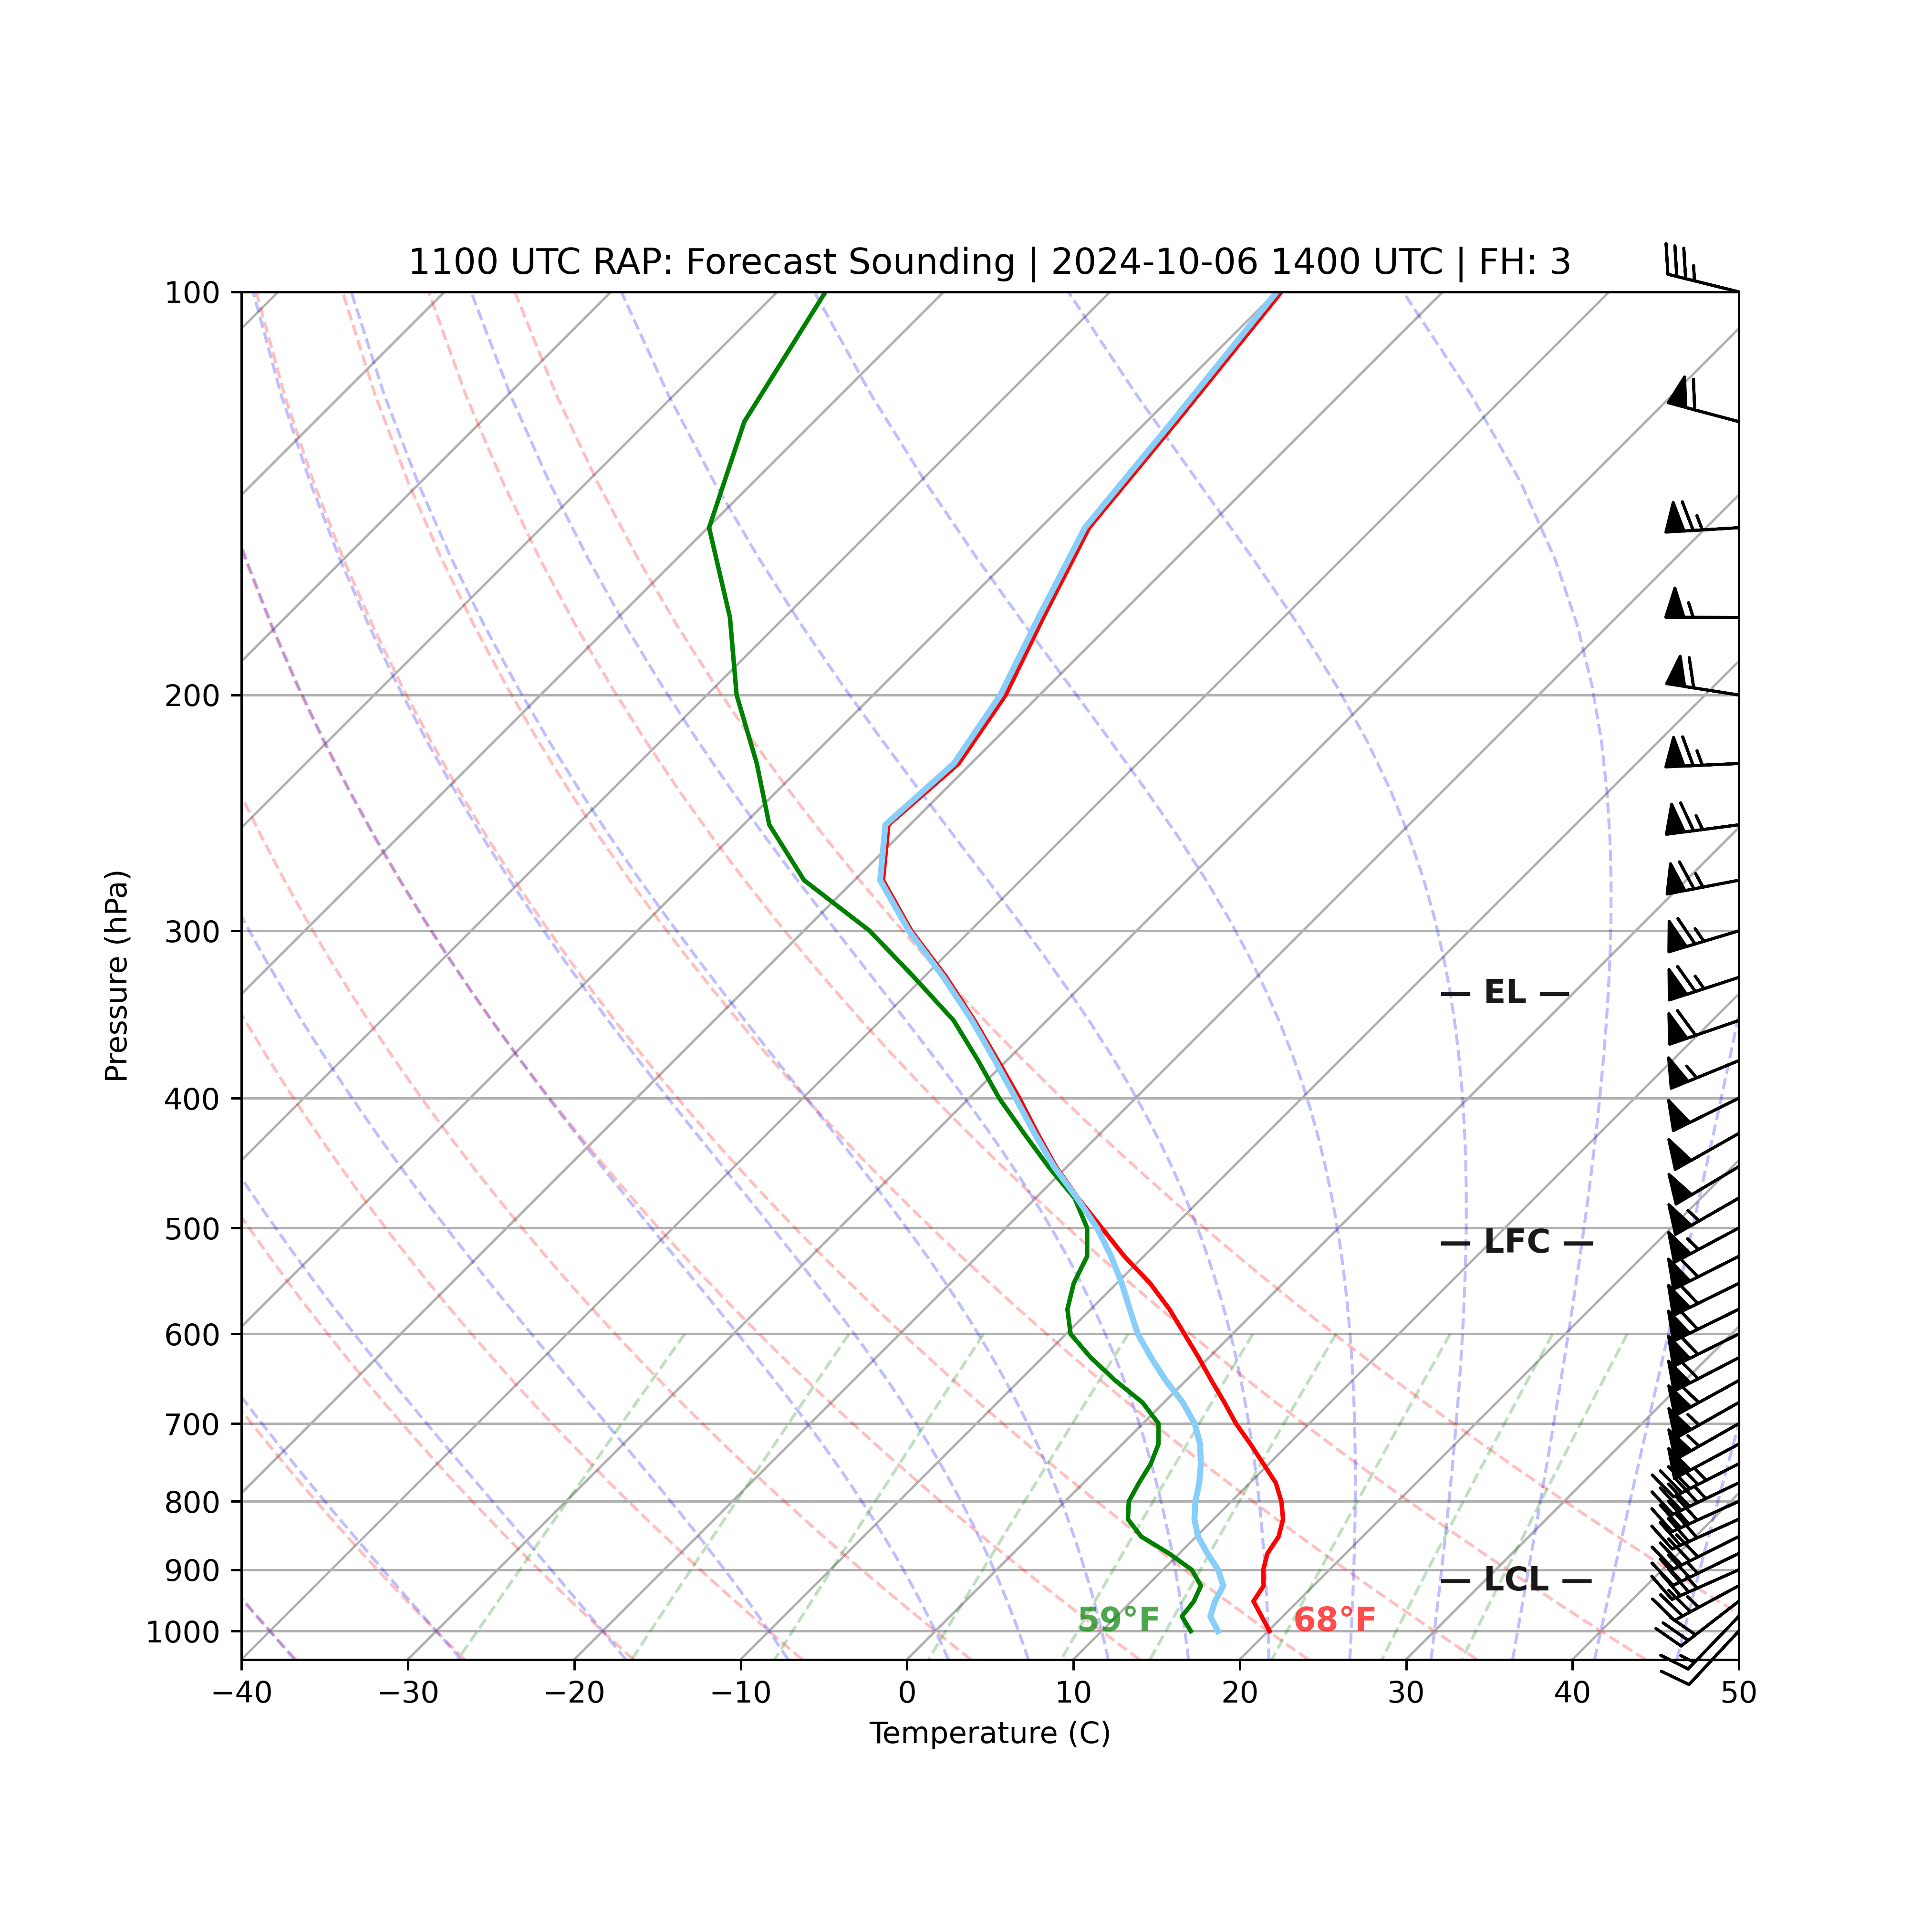 1100 UTC RAP: Forecast Sounding | 2024-10-06 1400 UTC | FH: 3
100
200
300
400
500
600
700
800
900
1000
Pressure (hPa)
— EL —
— LFC —
— LCL —
59°F 68°F
−40 −30 −20 −10 0 10 20 30 40 50
Temperature (C)